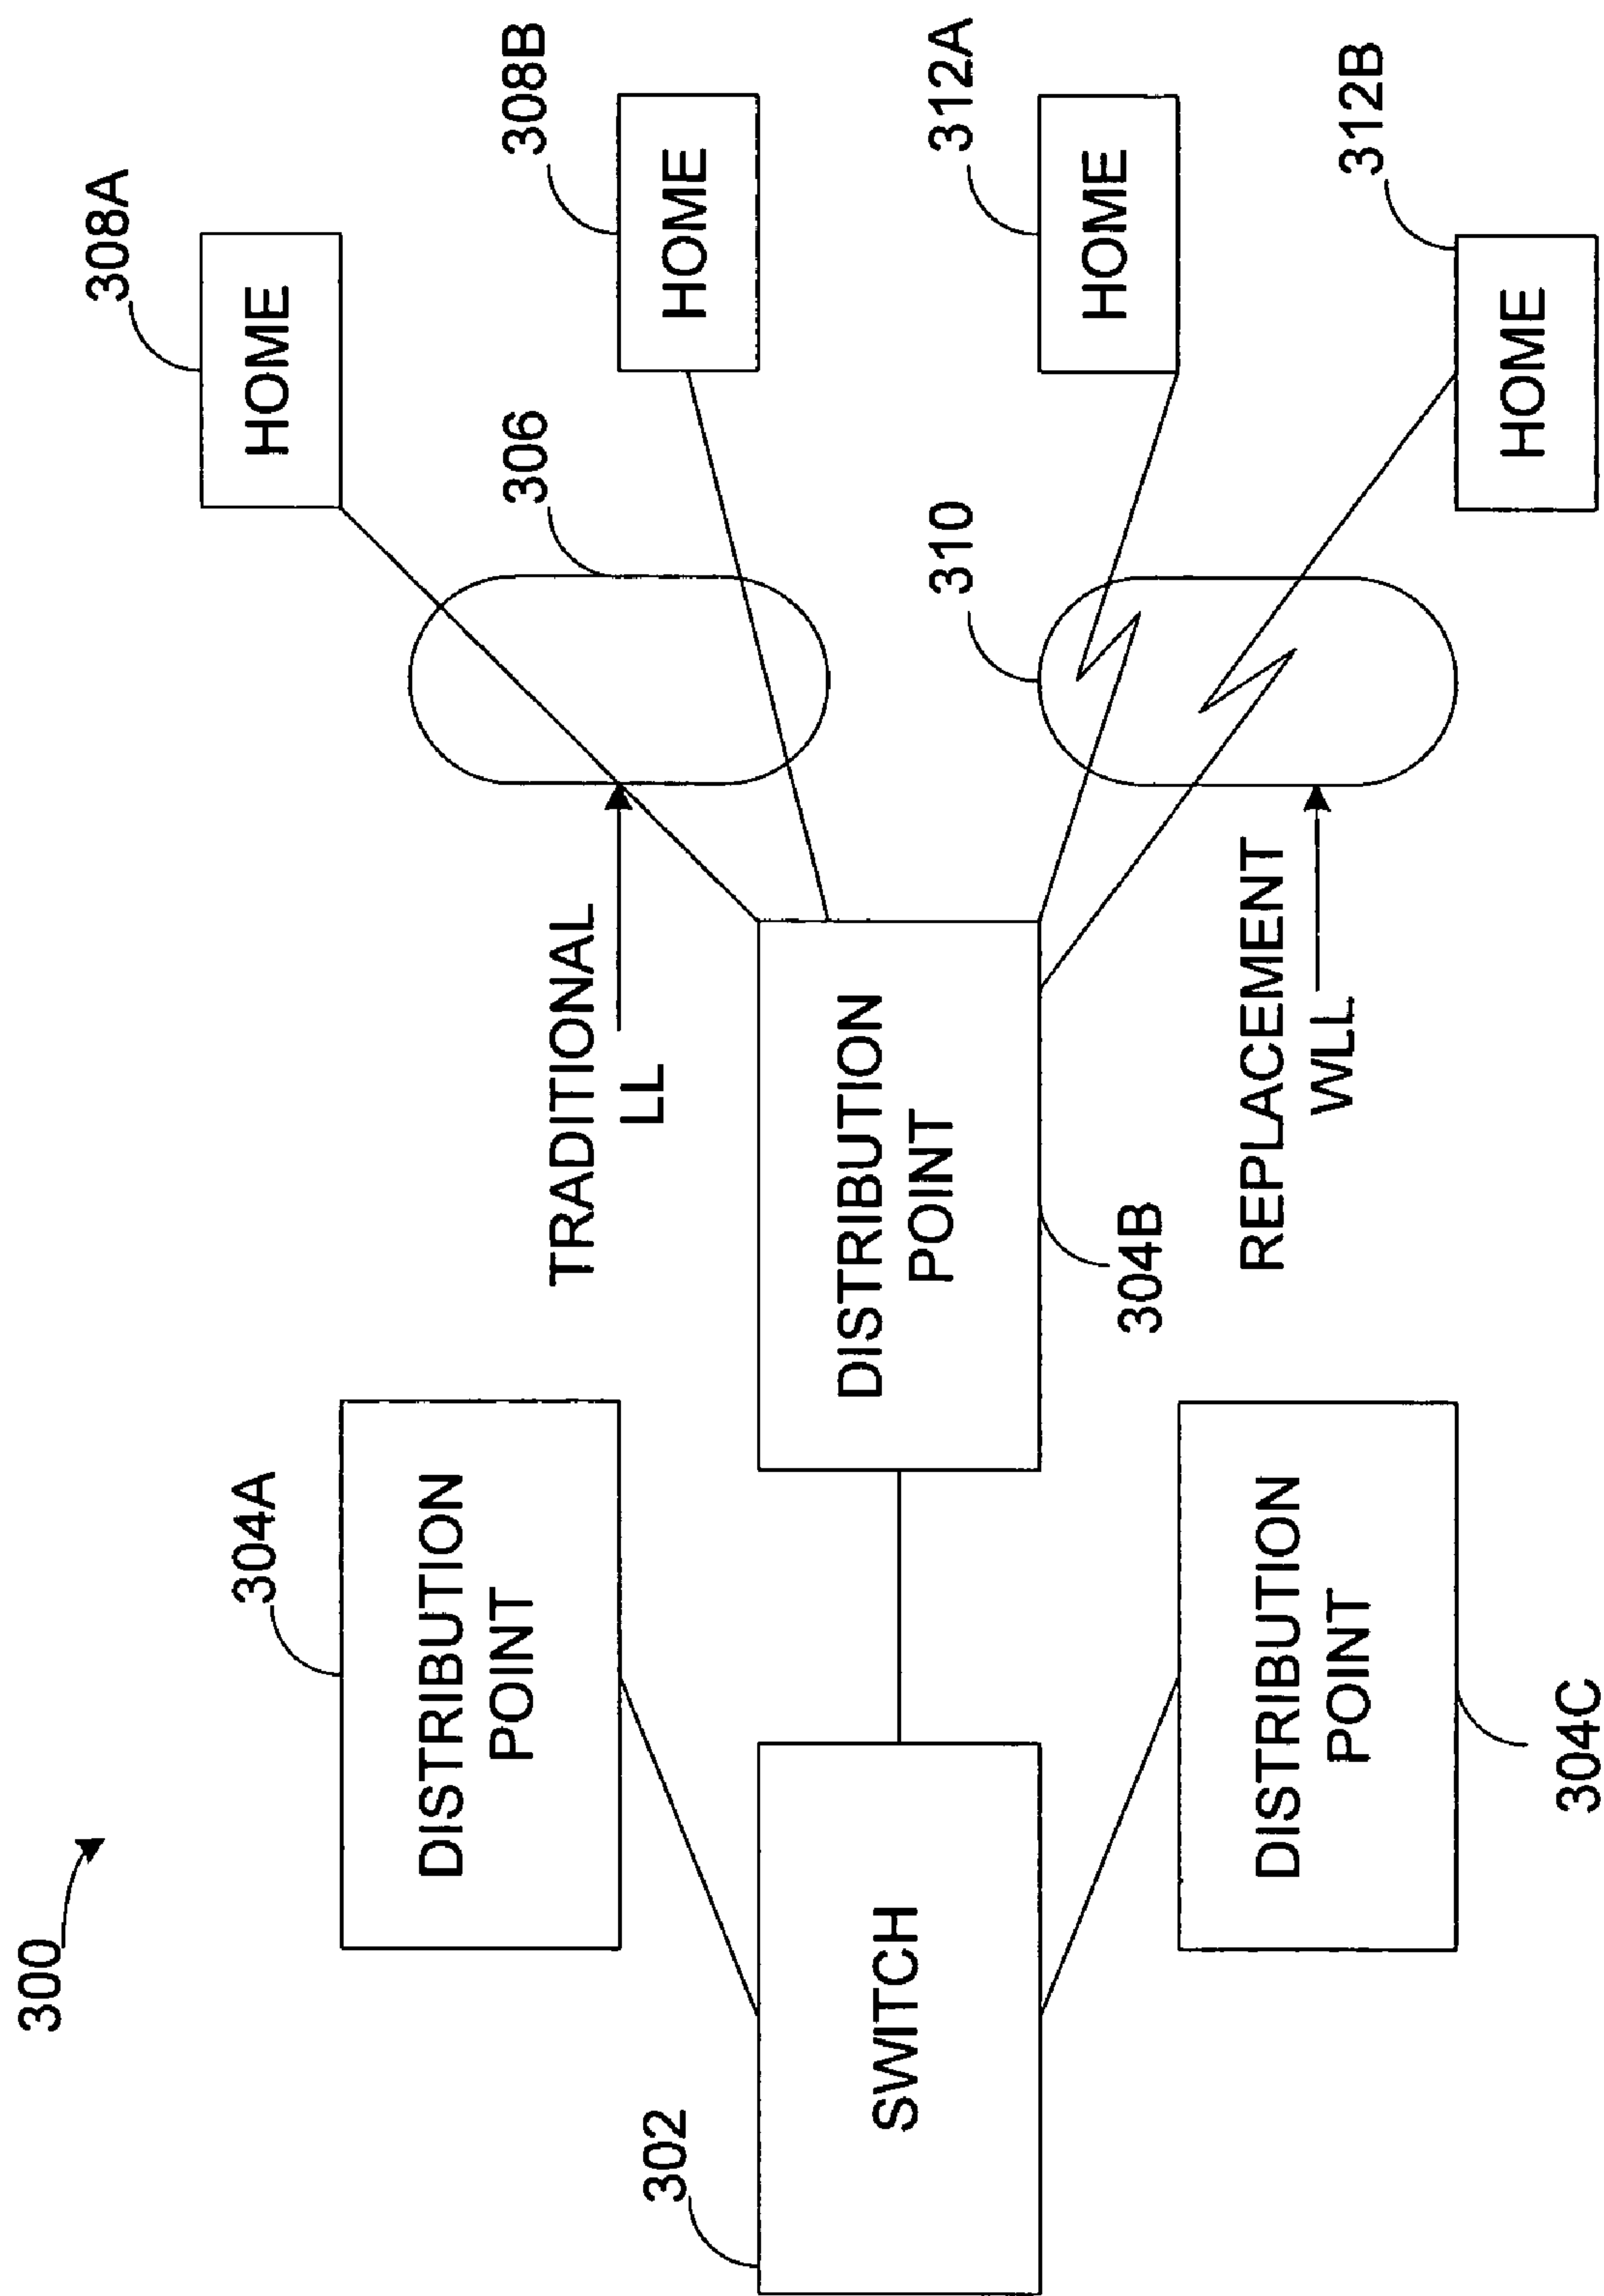 300
302
SWITCH
304A
DISTRIBUTION
POINT
DISTRIBUTION
POINT
304B
DISTRIBUTION
POINT
304C
TRADITIONAL
LL
306
REPLACEMENT
WLL
310
308A
HOME
308B
HOME
312A
HOME
312B
HOME